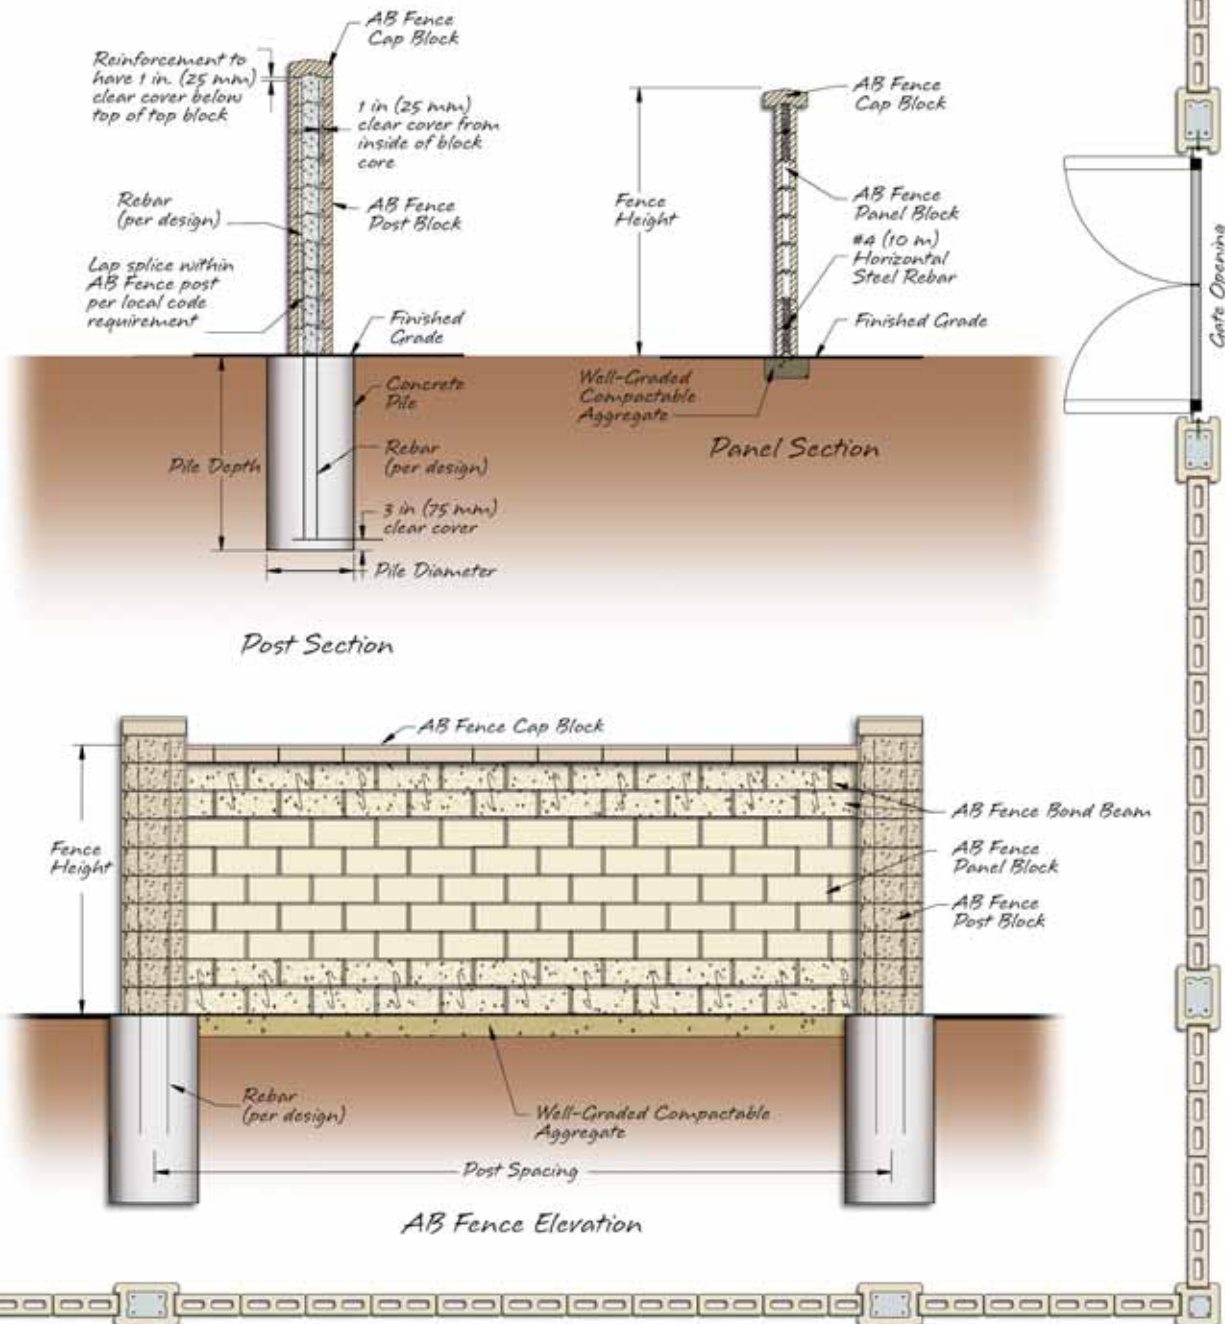 AB Fence
Cap Block
Reinforcement to
have 1 in. (25 mm)
clear cover below
top of top block
1 in (25 mm)
clear cover from
inside of block
core
Rebar
(per design)
AB Fence
Post Block
Lap splice within
AB Fence post
per local code
requirement
Finished
Grade
Concrete
Pile
Rebar
(per design)
Pile Depth
3 in (75 mm)
clear cover
Pile Diameter
Post Section
AB Fence
Cap Block
Fence
Height
AB Fence
Panel Block
#4 (10 m)
Horizontal
Steel Rebar
Finished Grade
Well-Graded
Compactable
Aggregate
Panel Section
Gate Opening
AB Fence Cap Block
Fence
Height
AB Fence Bond Beam
AB Fence
Panel Block
AB Fence
Post Block
Rebar
(per design)
Well-Graded Compactable
Aggregate
Post Spacing
AB Fence Elevation